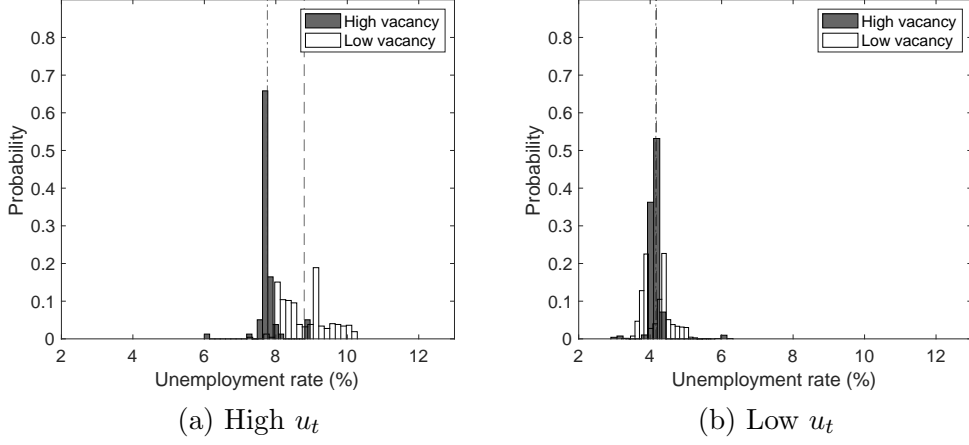 High vacancy
Low vacancy
0.8
0.7
0.6
0.5
0.4
0.3
0.2
0.1
0
Probability
2 4 6 8 10 12
Unemployment rate (%)
(a) High u_t
High vacancy
Low vacancy
0.8
0.7
0.6
0.5
0.4
0.3
0.2
0.1
0
Probability
2 4 6 8 10 12
Unemployment rate (%)
(b) Low u_t